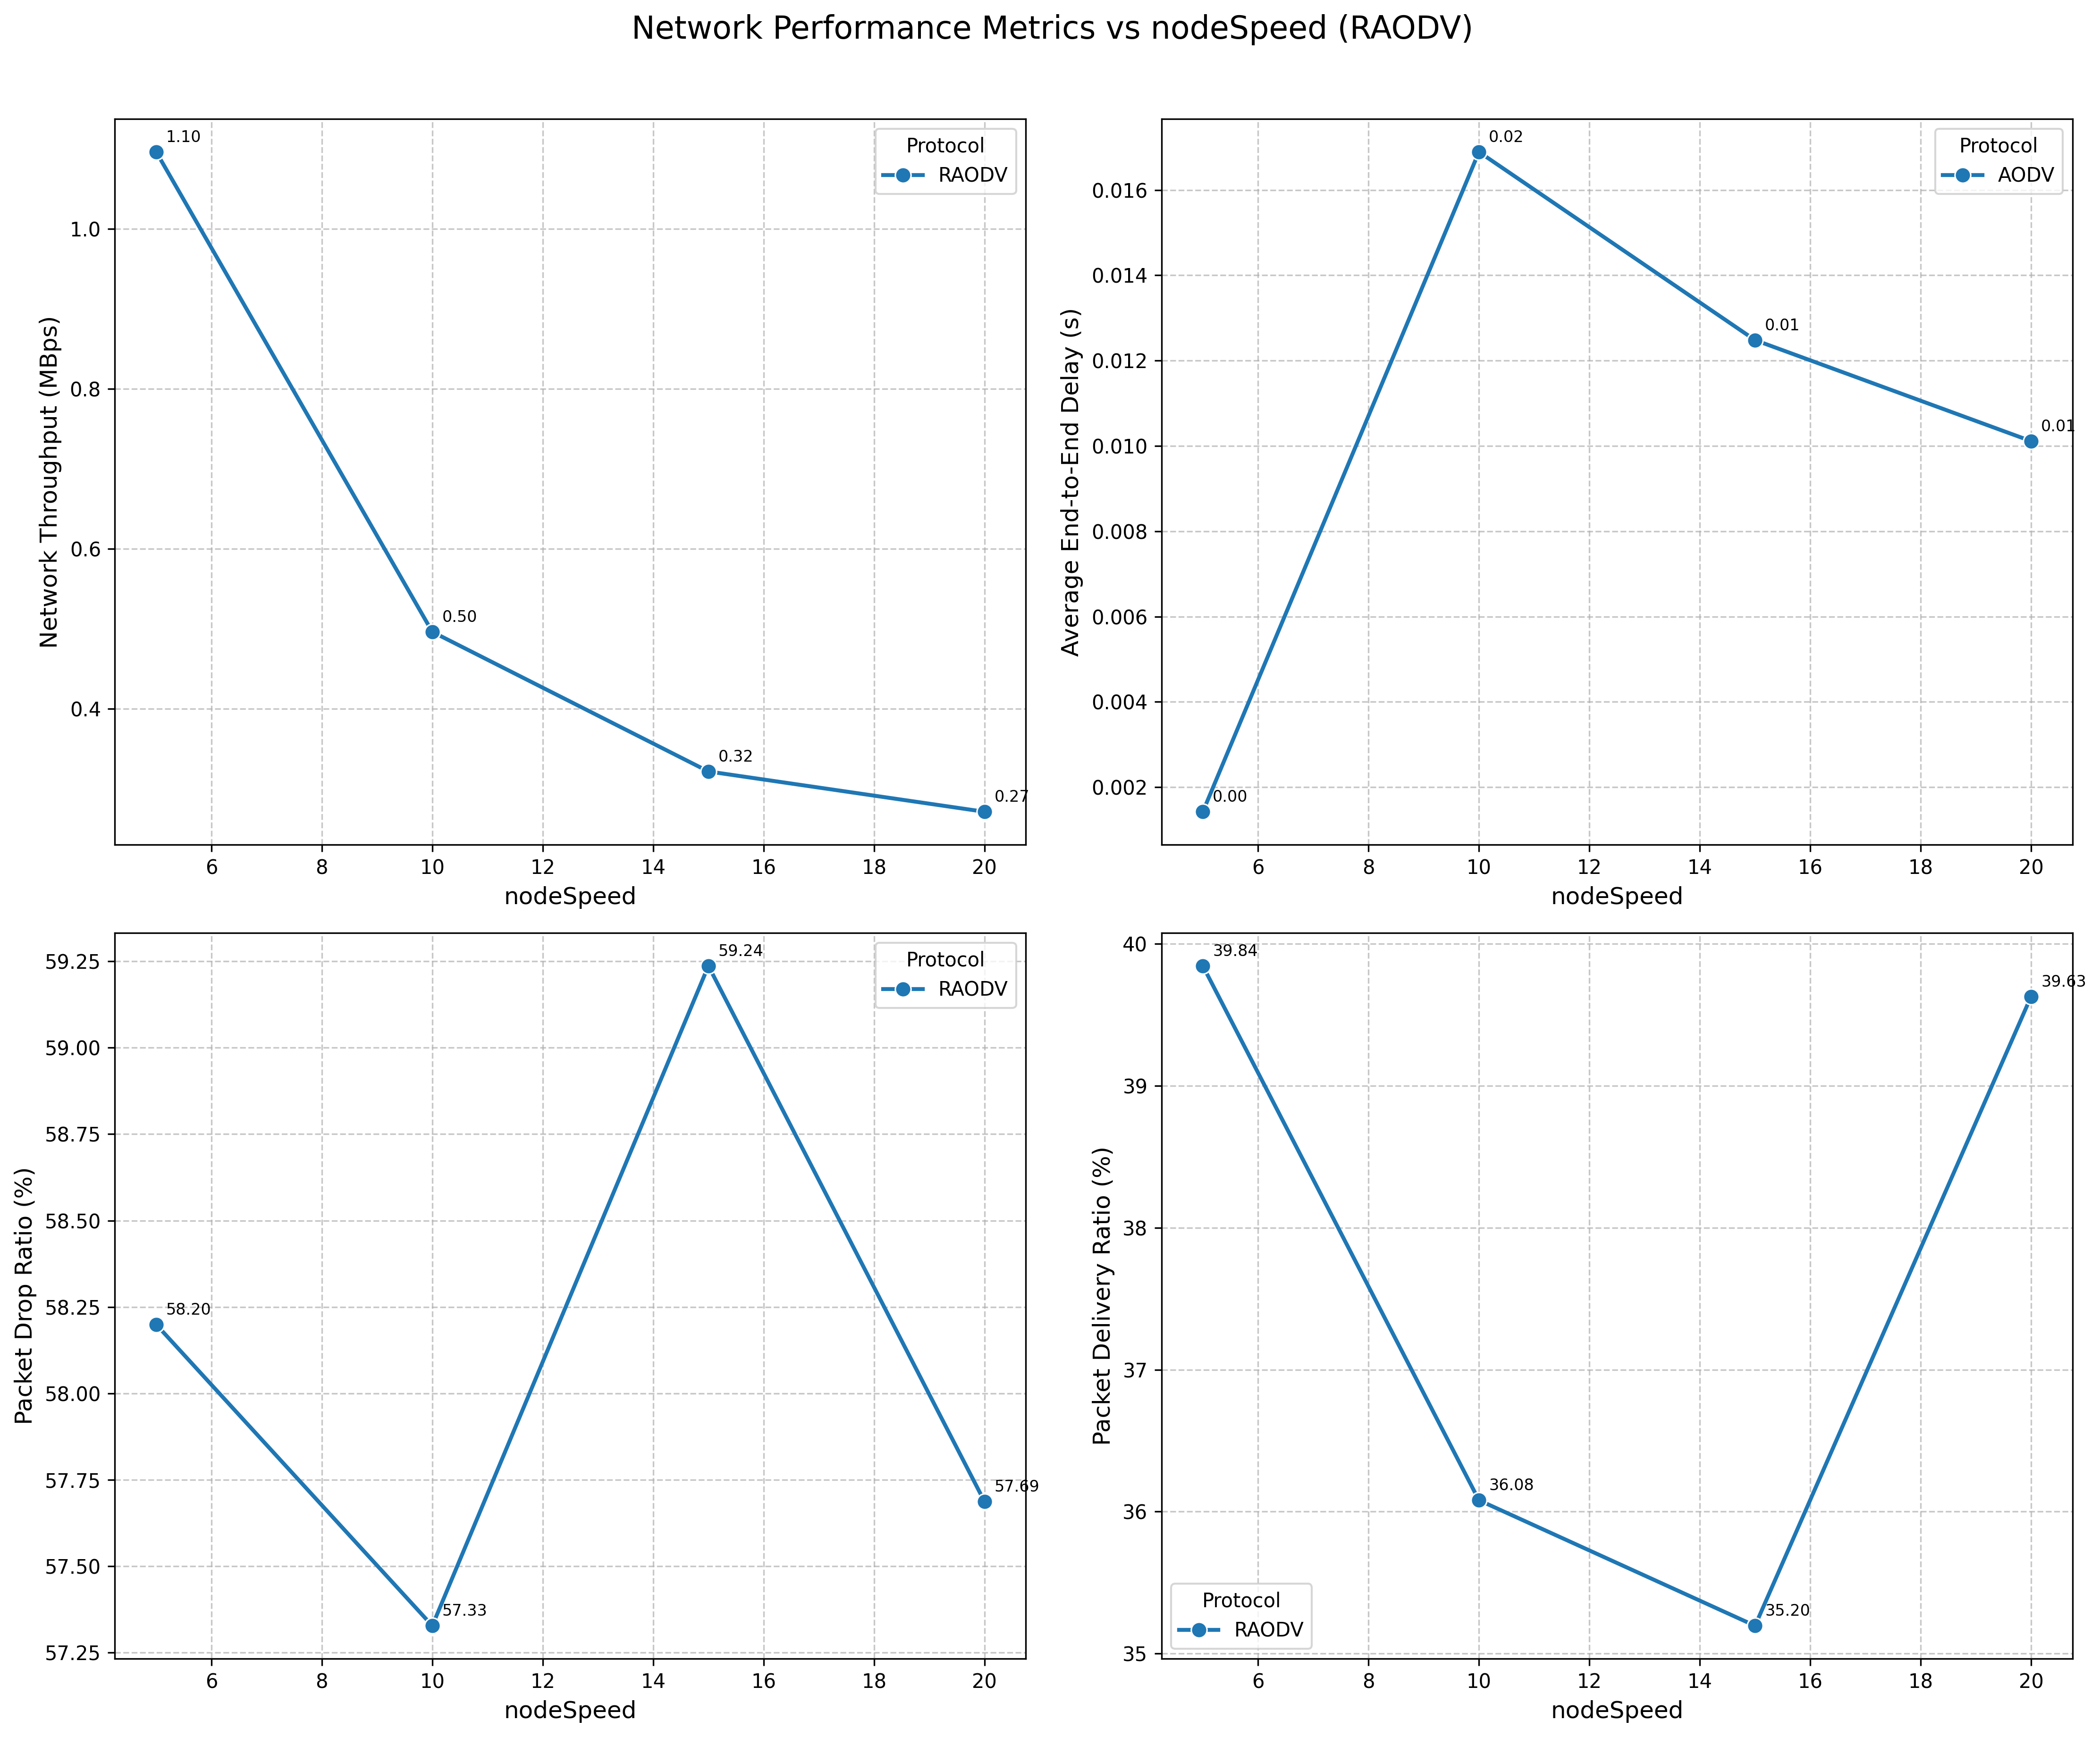 Network Performance Metrics vs nodeSpeed (RAODV)
Network Throughput (MBps)
1.0
0.8
0.6
0.4
1.10
0.50
0.32
0.27
Protocol
RAODV
6 8 10 12 14 16 18 20
nodeSpeed
Average End-to-End Delay (s)
0.016
0.014
0.012
0.010
0.008
0.006
0.004
0.002
0.00
0.02
0.01
0.01
Protocol
AODV
6 8 10 12 14 16 18 20
nodeSpeed
Packet Drop Ratio (%)
59.25
59.00
58.75
58.50
58.25
58.00
57.75
57.50
57.25
58.20
57.33
59.24
57.69
Protocol
RAODV
6 8 10 12 14 16 18 20
nodeSpeed
Packet Delivery Ratio (%)
40
39
38
37
36
35
39.84
36.08
35.20
39.63
Protocol
RAODV
6 8 10 12 14 16 18 20
nodeSpeed